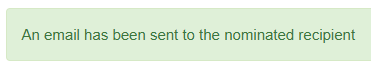 An email has been sent to the nominated recipient